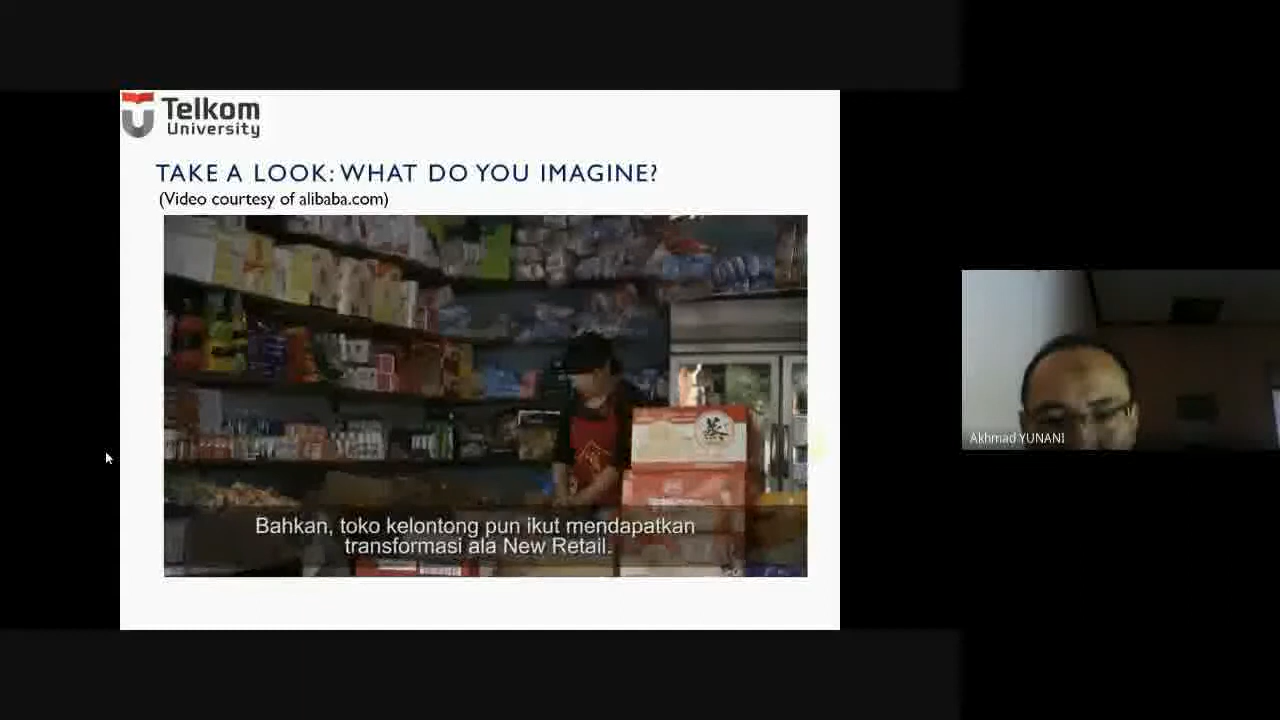 Telkom
University
TAKE A LOOK: WHAT DO YOU IMAGINE?
(Video courtesy of alibaba.com)
蒸
Bahkan, toko kelontong pun ikut mendapatkan
transformasi ala New Retail.
Akhmad YUNANI